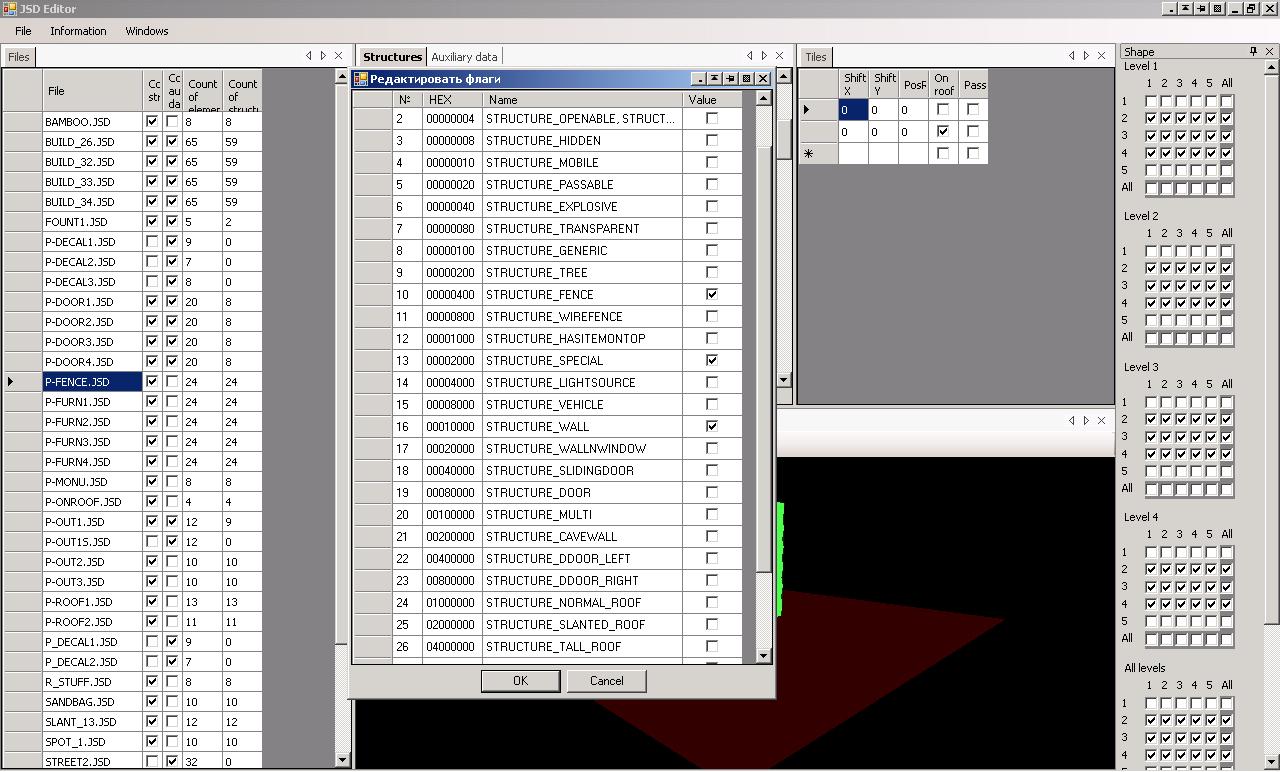 JSD Editor
File Information Windows
Files
File
Count of
Count of
BAMBOO.JSD 8 8
BUILD_26.JSD 65 59
BUILD_32.JSD 65 59
BUILD_33.JSD 65 59
BUILD_34.JSD 65 59
FOUNT1.JSD 5 2
P-DECAL1.JSD 9 0
P-DECAL2.JSD 7 0
P-DECAL3.JSD 8 0
P-DOOR1.JSD 20 8
P-DOOR2.JSD 20 8
P-DOOR3.JSD 20 8
P-DOOR4.JSD 20 8
P-FENCE.JSD 24 24
P-FURN1.JSD 24 24
P-FURN2.JSD 24 24
P-FURN3.JSD 24 24
P-FURN4.JSD 24 24
P-MONU.JSD 8 8
P-ONROOF.JSD 4 4
P-OUT1.JSD 12 9
P-OUT15.JSD 12 0
P-OUT2.JSD 10 10
P-OUT3.JSD 10 10
P-ROOF1.JSD 13 13
P-ROOF2.JSD 11 11
P_DECAL1.JSD 9 0
P_DECAL2.JSD 7 0
R_STUFF.JSD 8 8
SANDBAG.JSD 10 10
SLANT_13.JSD 12 12
SPOT_1.JSD 10 10
STREET2.JSD 32 0
Structures Auxiliary data
Редактировать флаги
№ HEX Name Value
2 00000004 STRUCTURE_OPENABLE, STRUCT...
3 00000008 STRUCTURE_HIDDEN
4 00000010 STRUCTURE_MOBILE
5 00000020 STRUCTURE_PASSABLE
6 00000040 STRUCTURE_EXPLOSIVE
7 00000080 STRUCTURE_TRANSPARENT
8 00000100 STRUCTURE_GENERIC
9 00000200 STRUCTURE_TREE
10 00000400 STRUCTURE_FENCE
11 00000800 STRUCTURE_WIREFENCE
12 00001000 STRUCTURE_HASITEMONTOP
13 00002000 STRUCTURE_SPECIAL
14 00004000 STRUCTURE_LIGHTSOURCE
15 00008000 STRUCTURE_VEHICLE
16 00010000 STRUCTURE_WALL
17 00020000 STRUCTURE_WALLNWINDOW
18 00040000 STRUCTURE_SLIDINGDOOR
19 00080000 STRUCTURE_DOOR
20 00100000 STRUCTURE_MULTI
21 00200000 STRUCTURE_CAVEWALL
22 00400000 STRUCTURE_DDOOR_LEFT
23 00800000 STRUCTURE_DDOOR_RIGHT
24 01000000 STRUCTURE_NORMAL_ROOF
25 02000000 STRUCTURE_SLANTED_ROOF
26 04000000 STRUCTURE_TALL_ROOF
OK Cancel
Tiles
Shift X Shift Y On roof Pass
0 0 0
0 0 0
Shape
Level 1
1 2 3 4 5 All
1
2
3
4
5
All
Level 2
1 2 3 4 5 All
1
2
3
4
5
All
Level 3
1 2 3 4 5 All
1
2
3
4
5
All
Level 4
1 2 3 4 5 All
1
2
3
4
5
All
All levels
1 2 3 4 5 All
1
2
3
4